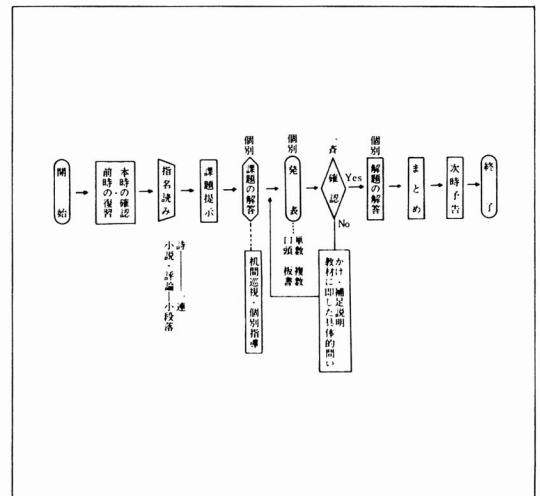 開始
本時の確認
前時の復習
指名読み
詩――一連
小説・評論―小段落
課題提示
個別
課題の解答
机間巡視・個別指導
個別
発表
単数 複数
口頭 板書
一斉
確認
Yes
No
かけ・補足説明
教材に即した具体的問い
個別
解題の解答
まとめ
次時予告
終了